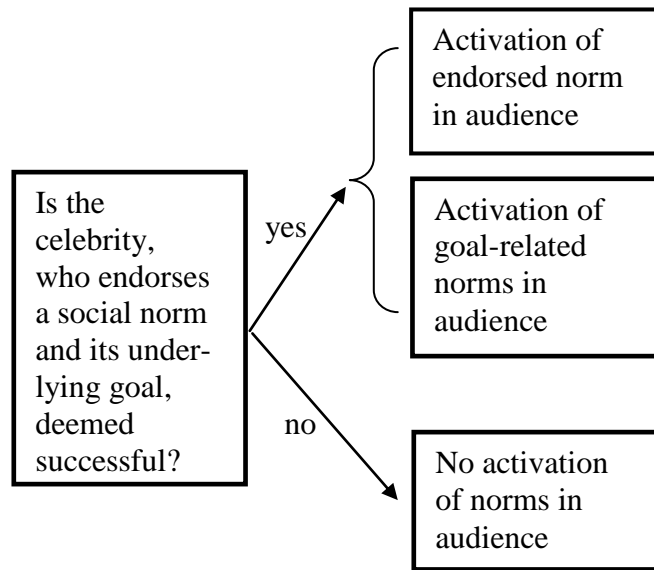 Is the
celebrity,
who endorses
a social norm
and its under-
lying goal,
deemed
successful?
yes
no
Activation of
endorsed norm
in audience
Activation of
goal-related
norms in
audience
No activation
of norms in
audience